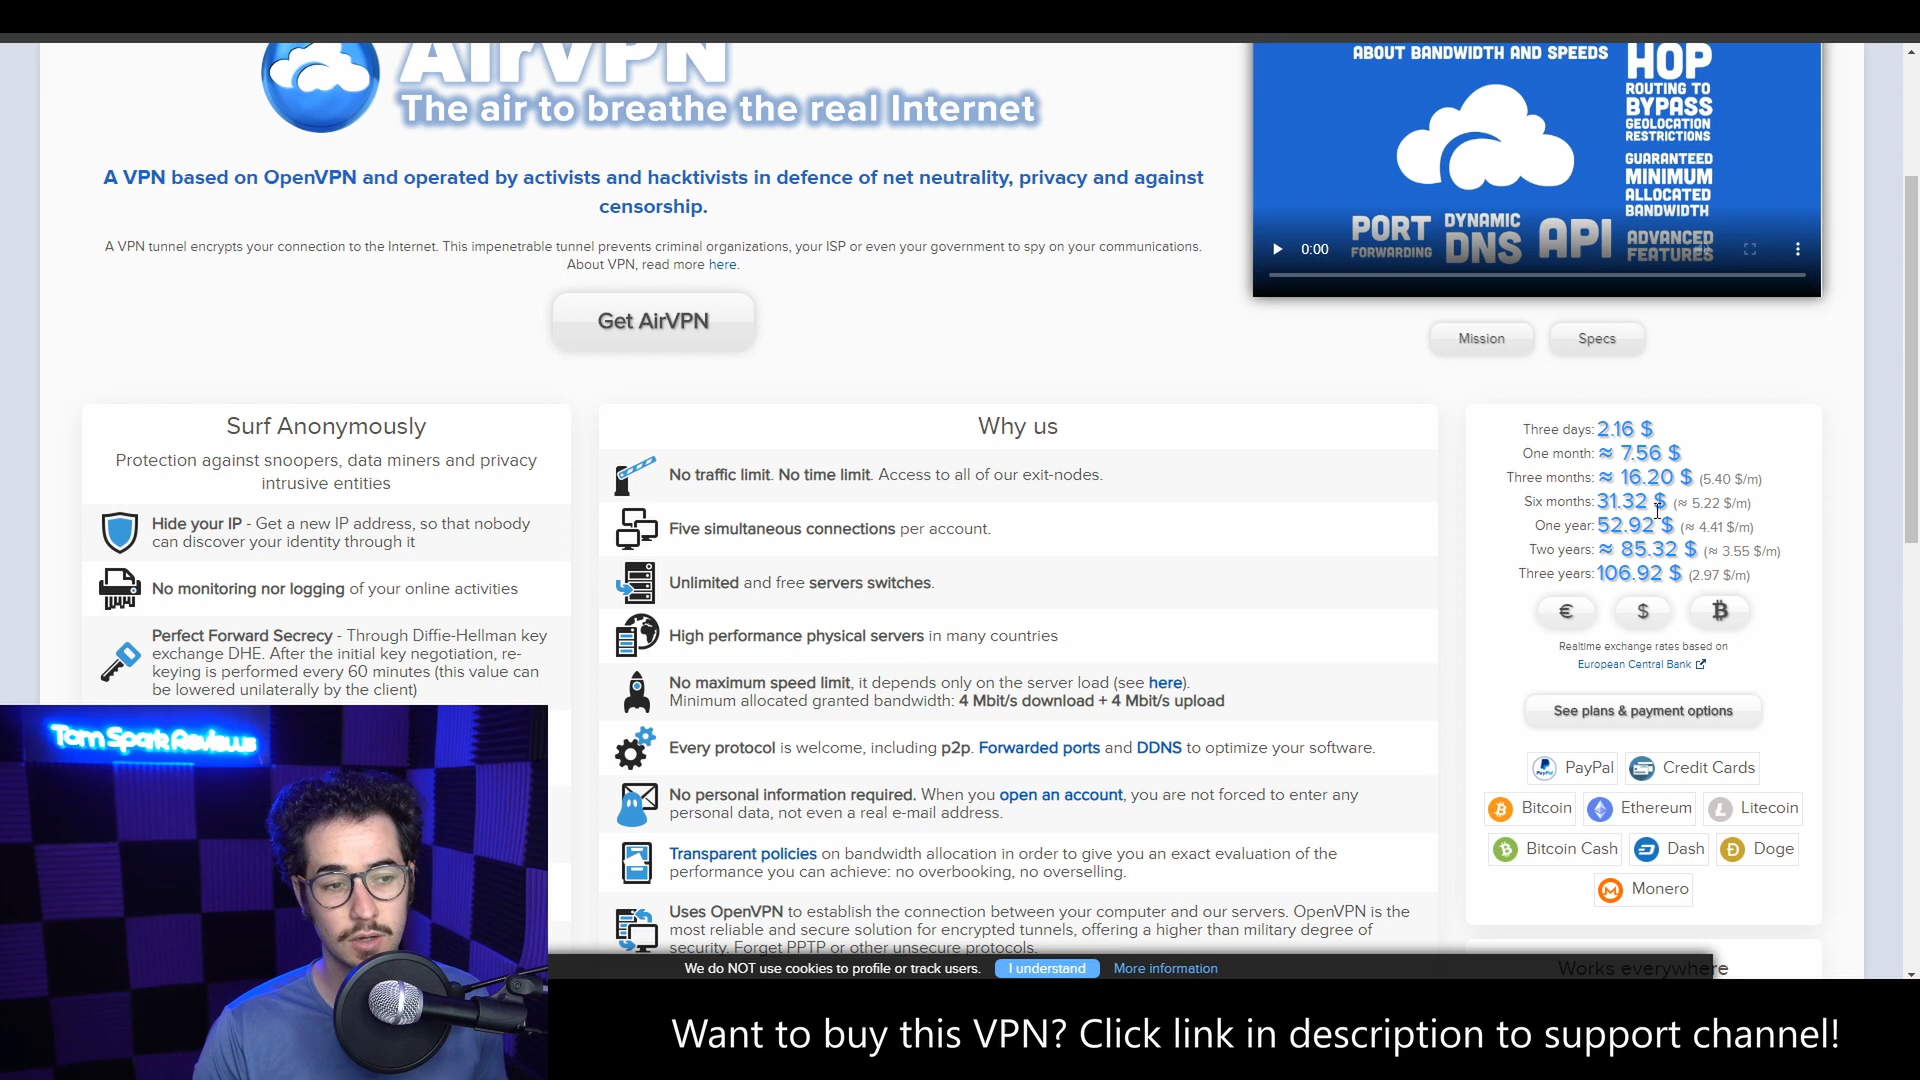 AirVPN
The air to breathe the real Internet
A VPN based on OpenVPN and operated by activists and hacktivists in defence of net neutrality, privacy and against
censorship.
A VPN tunnel encrypts your connection to the Internet. This impenetrable tunnel prevents criminal organizations, your ISP or even your government to spy on your communications.
About VPN, read more here.
Get AirVPN
ABOUT BANDWIDTH AND SPEEDS
HOP
ROUTING TO
BYPASS
GEOLOCATION
RESTRICTIONS
GUARANTEED
MINIMUM
ALLOCATED
BANDWIDTH
PORT
FORWARDING
DYNAMIC
DNS
API
ADVANCED
FEATURES
0:00
Mission
Specs
Surf Anonymously
Protection against snoopers, data miners and privacy
intrusive entities
Hide your IP - Get a new IP address, so that nobody
can discover your identity through it
No monitoring nor logging of your online activities
Perfect Forward Secrecy - Through Diffie-Hellman key
exchange DHE. After the initial key negotiation, re-
keying is performed every 60 minutes (this value can
be lowered unilaterally by the client)
Why us
No traffic limit. No time limit. Access to all of our exit-nodes.
Five simultaneous connections per account.
Unlimited and free servers switches.
High performance physical servers in many countries
No maximum speed limit, it depends only on the server load (see here).
Minimum allocated granted bandwidth: 4 Mbit/s download + 4 Mbit/s upload
Every protocol is welcome, including p2p. Forwarded ports and DDNS to optimize your software.
No personal information required. When you open an account, you are not forced to enter any
personal data, not even a real e-mail address.
Transparent policies on bandwidth allocation in order to give you an exact evaluation of the
performance you can achieve: no overbooking, no overselling.
Uses OpenVPN to establish the connection between your computer and our servers. OpenVPN is the
most reliable and secure solution for encrypted tunnels, offering a higher than military degree of
security. Forget PPTP or other unsecure protocols.
Three days: 2.16 $
One month: ≈ 7.56 $
Three months: ≈ 16.20 $ (5.40 $/m)
Six months: 31.32 $ (≈ 5.22 $/m)
One year: 52.92 $ (≈ 4.41 $/m)
Two years: ≈ 85.32 $ (≈ 3.55 $/m)
Three years: 106.92 $ (2.97 $/m)
€ $ ₿
Realtime exchange rates based on
European Central Bank
See plans & payment options
PayPal Credit Cards
Bitcoin Ethereum Litecoin
Bitcoin Cash Dash Doge
Monero
Works everywhere
We do NOT use cookies to profile or track users. I understand More information
Tom Spark Reviews
Want to buy this VPN? Click link in description to support channel!